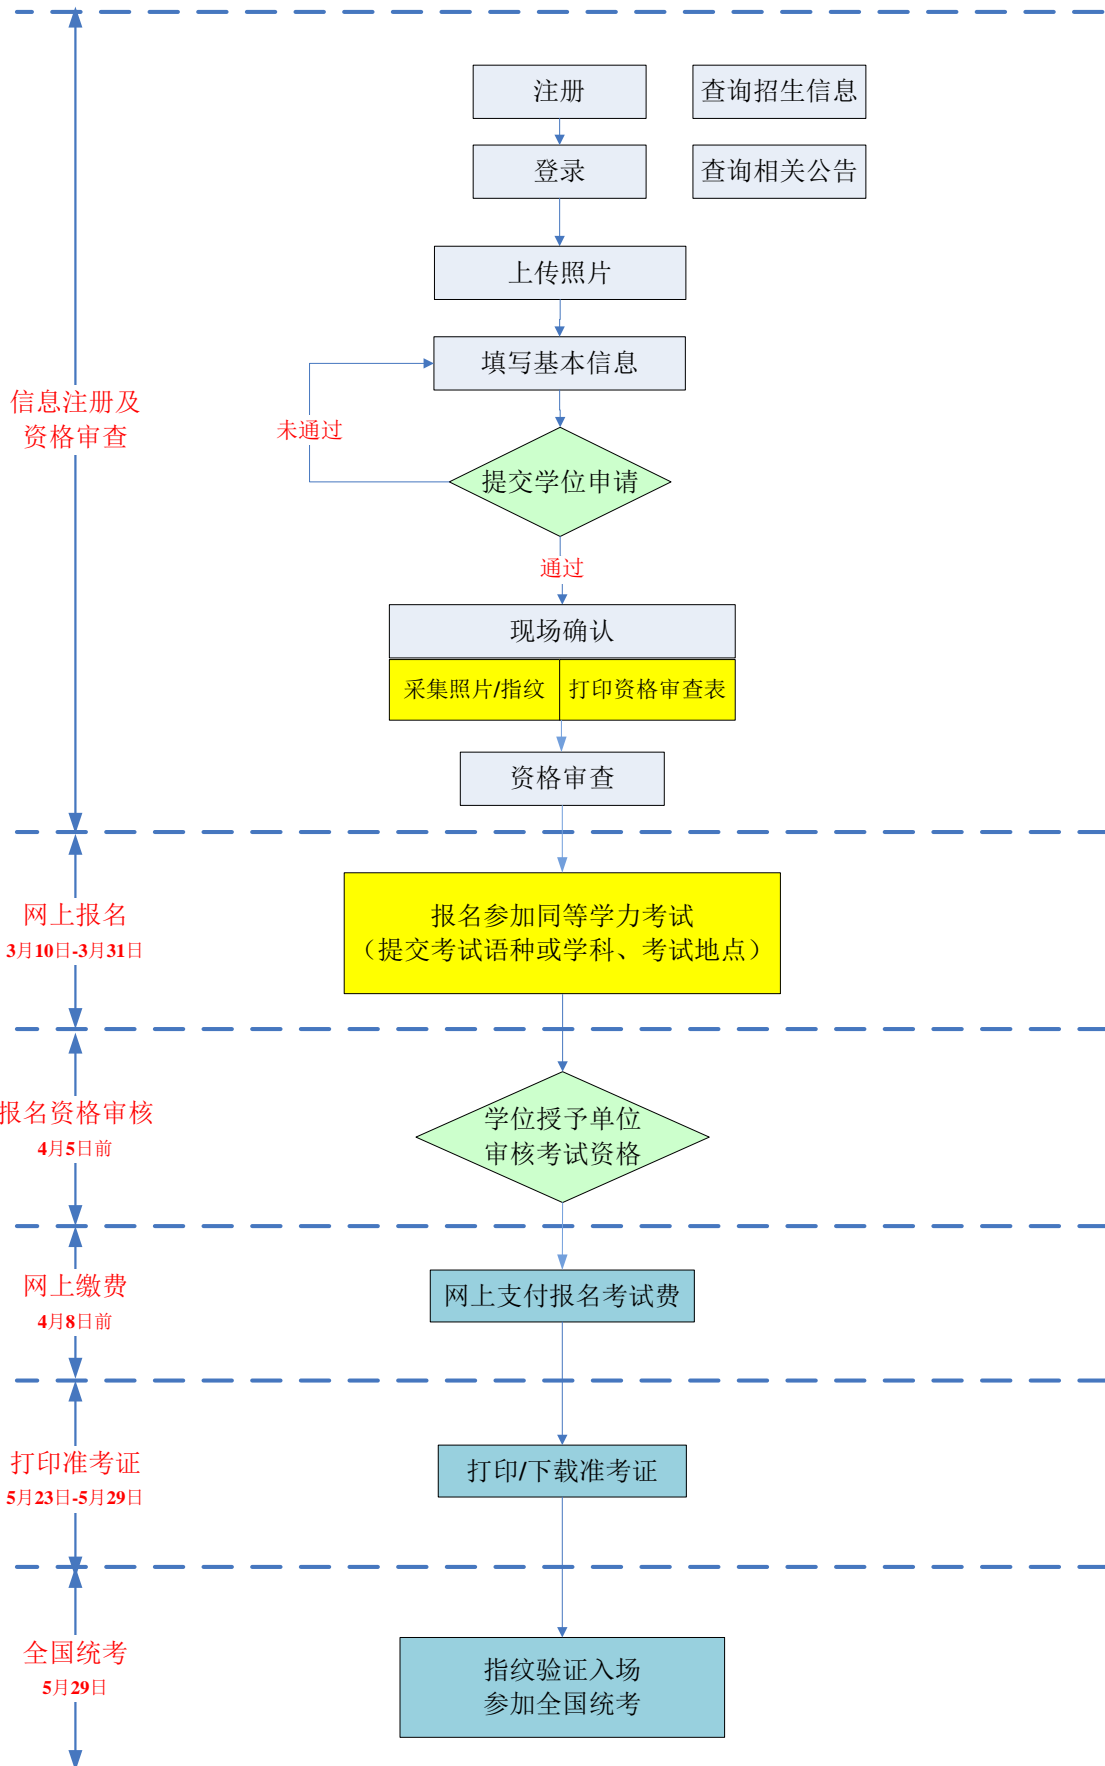 注册
查询招生信息
登录
查询相关公告
上传照片
填写基本信息
信息注册及
资格审查
未通过
提交学位申请
通过
现场确认
采集照片/指纹
打印资格审查表
资格审查
网上报名
3月10日-3月31日
报名参加同等学力考试
（提交考试语种或学科、考试地点）
报名资格审核
4月5日前
学位授予单位
审核考试资格
网上缴费
4月8日前
网上支付报名考试费
打印准考证
5月23日-5月29日
打印/下载准考证
全国统考
5月29日
指纹验证入场
参加全国统考